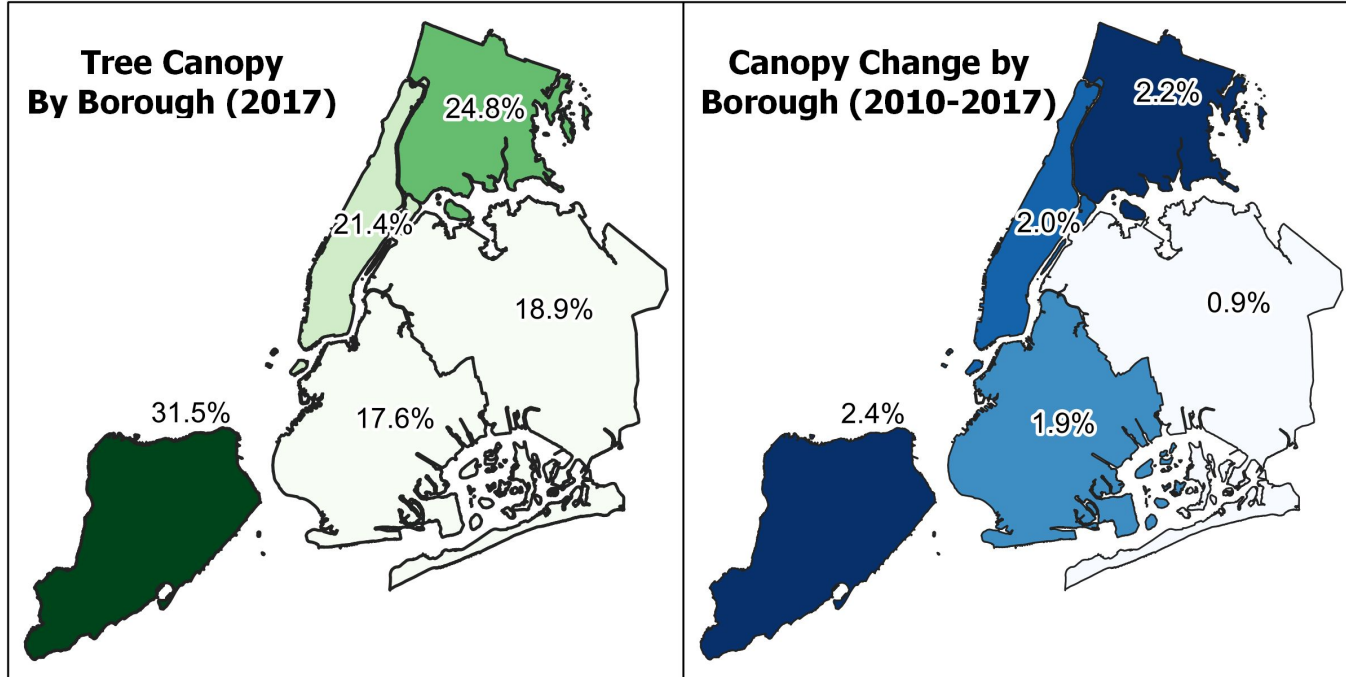 Tree Canopy
By Borough (2017)
24.8%
21.4%
18.9%
31.5%
17.6%
Canopy Change by
Borough (2010-2017)
2.2%
2.0%
0.9%
2.4%
1.9%